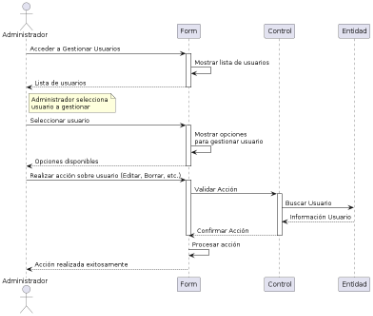 Administrador
Form
Control
Entidad
Acceder a Gestionar Usuarios
Mostrar lista de usuarios
Lista de usuarios
Administrador selecciona
usuario a gestionar
Seleccionar usuario
Mostrar opciones
para gestionar usuario
Opciones disponibles
Realizar acción sobre usuario (Editar, Borrar, etc.)
Validar Acción
Buscar Usuario
Información Usuario
Confirmar Acción
Procesar acción
Acción realizada exitosamente
Administrador
Form
Control
Entidad